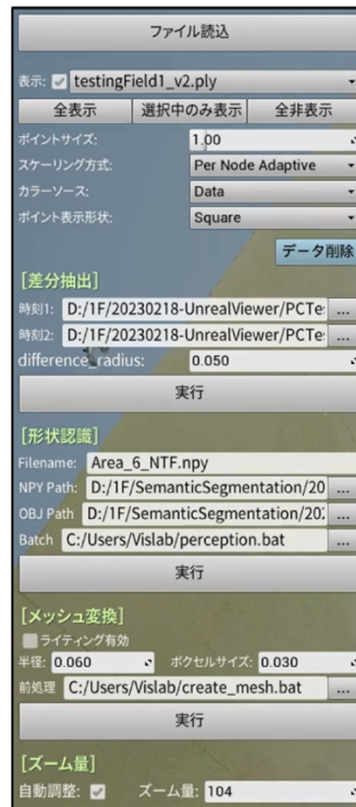 ファイル読込
表示: testingField1_v2.ply
全表示 選択中のみ表示 全非表示
ポイントサイズ: 1.00
スケーリング方式: Per Node Adaptive
カラーソース: Data
ポイント表示形状: Square
データ削除
[差分抽出]
時刻1: D:/1F/20230218-UnrealViewer/PCTe: ...
時刻2: D:/1F/20230218-UnrealViewer/PCTe: ...
difference_radius: 0.050
実行
[形状認識]
Filename: Area_6_NTF.npy
NPY Path: D:/1F/SemanticSegmentation/20 ...
OBJ Path D:/1F/SemanticSegmentation/20: ...
Batch C:/Users/Vislab/perception.bat ...
実行
[メッシュ変換]
ライティング有効
半径: 0.060 ボクセルサイズ: 0.030
前処理 C:/Users/Vislab/create_mesh.bat ...
実行
[ズーム量]
自動調整: ズーム量: 104